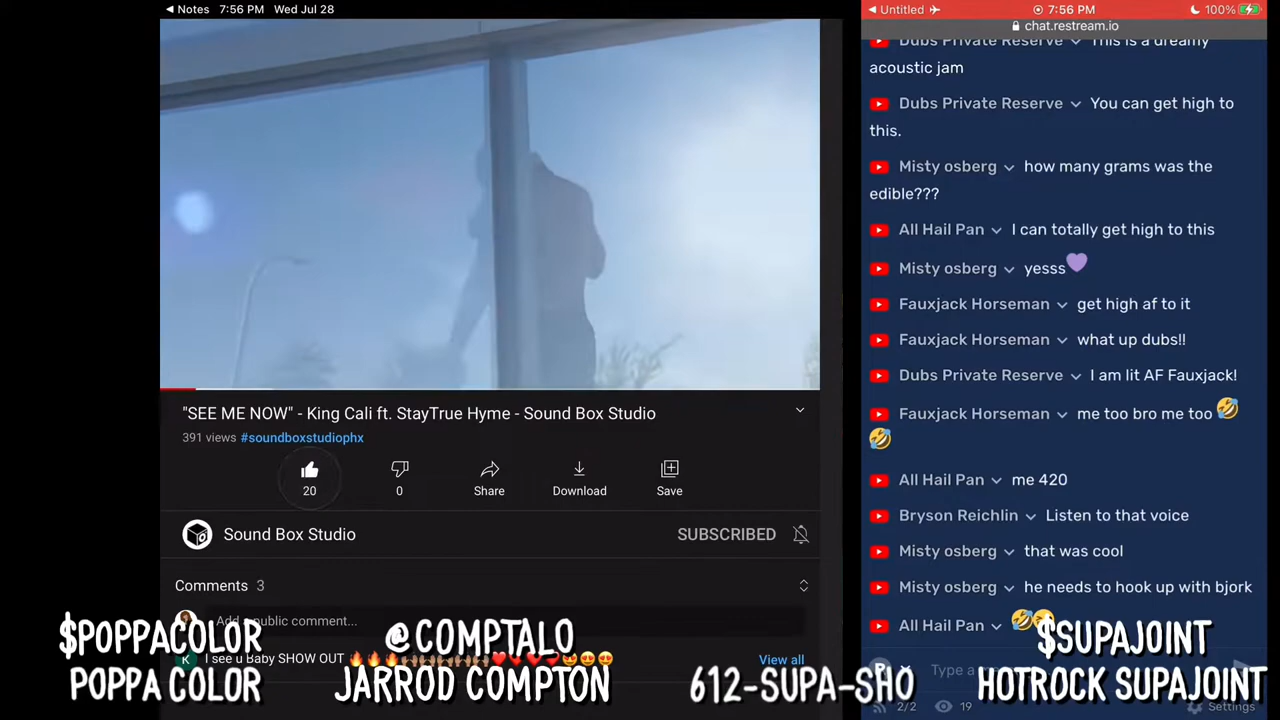 Notes 7:56 PM Wed Jul 28
"SEE ME NOW" - King Cali ft. StayTrue Hyme - Sound Box Studio
391 views #soundboxstudiophx
20 0 Share Download Save
Sound Box Studio SUBSCRIBED
Comments 3
Add a public comment...
K I see u Baby SHOW OUT 🔥🔥🔥 View all
Untitled 7:56 PM 100%
chat.restream.io
Dubs Private Reserve This is a dreamy
acoustic jam
Dubs Private Reserve You can get high to
this.
Misty osberg how many grams was the
edible???
All Hail Pan I can totally get high to this
Misty osberg yesss💜
Fauxjack Horseman get high af to it
Fauxjack Horseman what up dubs!!
Dubs Private Reserve I am lit AF Fauxjack!
Fauxjack Horseman me too bro me too 🤣
🤣
All Hail Pan me 420
Bryson Reichlin Listen to that voice
Misty osberg that was cool
Misty osberg he needs to hook up with bjork
All Hail Pan 🤣
Type a
2/2 19 Settings
$POPPACOLOR
POPPA COLOR
@COMPTALO
JARROD COMPTON
612-SUPA-SHO
$SUPAJOINT
HOTROCK SUPAJOINT